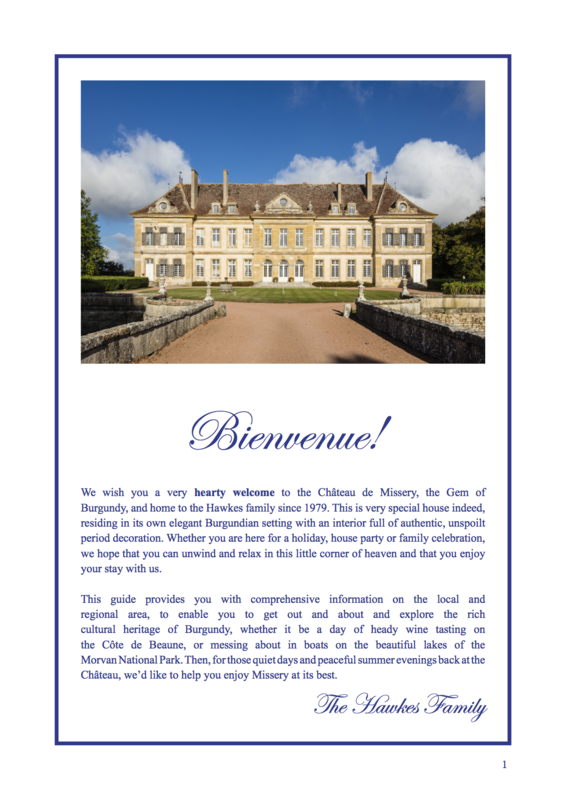 Bienvenue!
We wish you a very hearty welcome to the Château de Missery, the Gem of
Burgundy, and home to the Hawkes family since 1979. This is very special house indeed,
residing in its own elegant Burgundian setting with an interior full of authentic, unspoilt
period decoration. Whether you are here for a holiday, house party or family celebration,
we hope that you can unwind and relax in this little corner of heaven and that you enjoy
your stay with us.
This guide provides you with comprehensive information on the local and
regional area, to enable you to get out and about and explore the rich
cultural heritage of Burgundy, whether it be a day of heady wine tasting on
the Côte de Beaune, or messing about in boats on the beautiful lakes of the
Morvan National Park. Then, for those quiet days and peaceful summer evenings back at the
Château, we’d like to help you enjoy Missery at its best.
The Hawkes Family
1